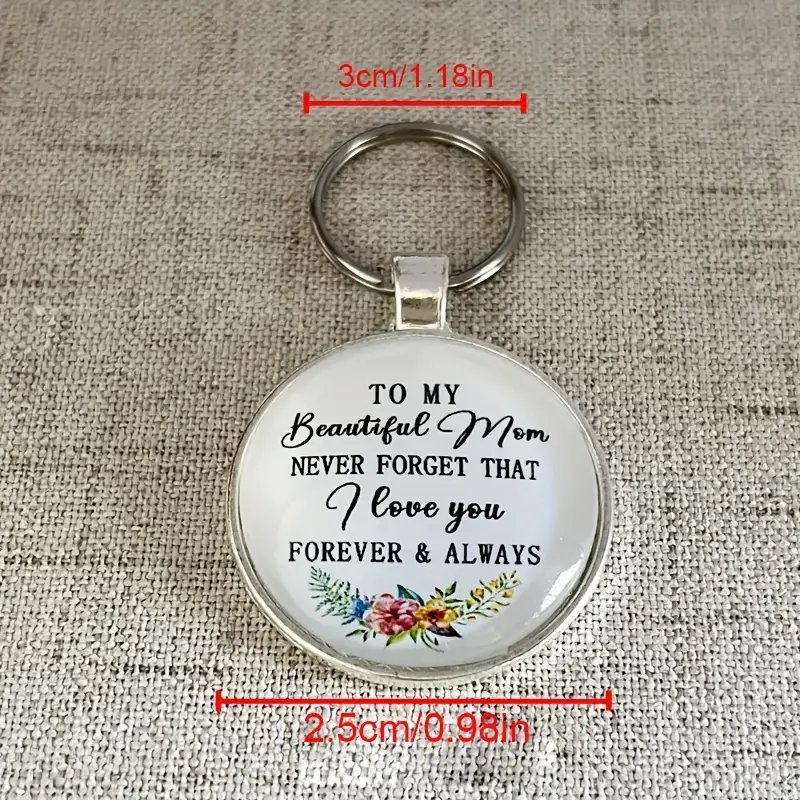 3cm/1.18in
TO MY
Beautiful Mom
NEVER FORGET THAT
I love you
FOREVER & ALWAYS
2.5cm/0.98in